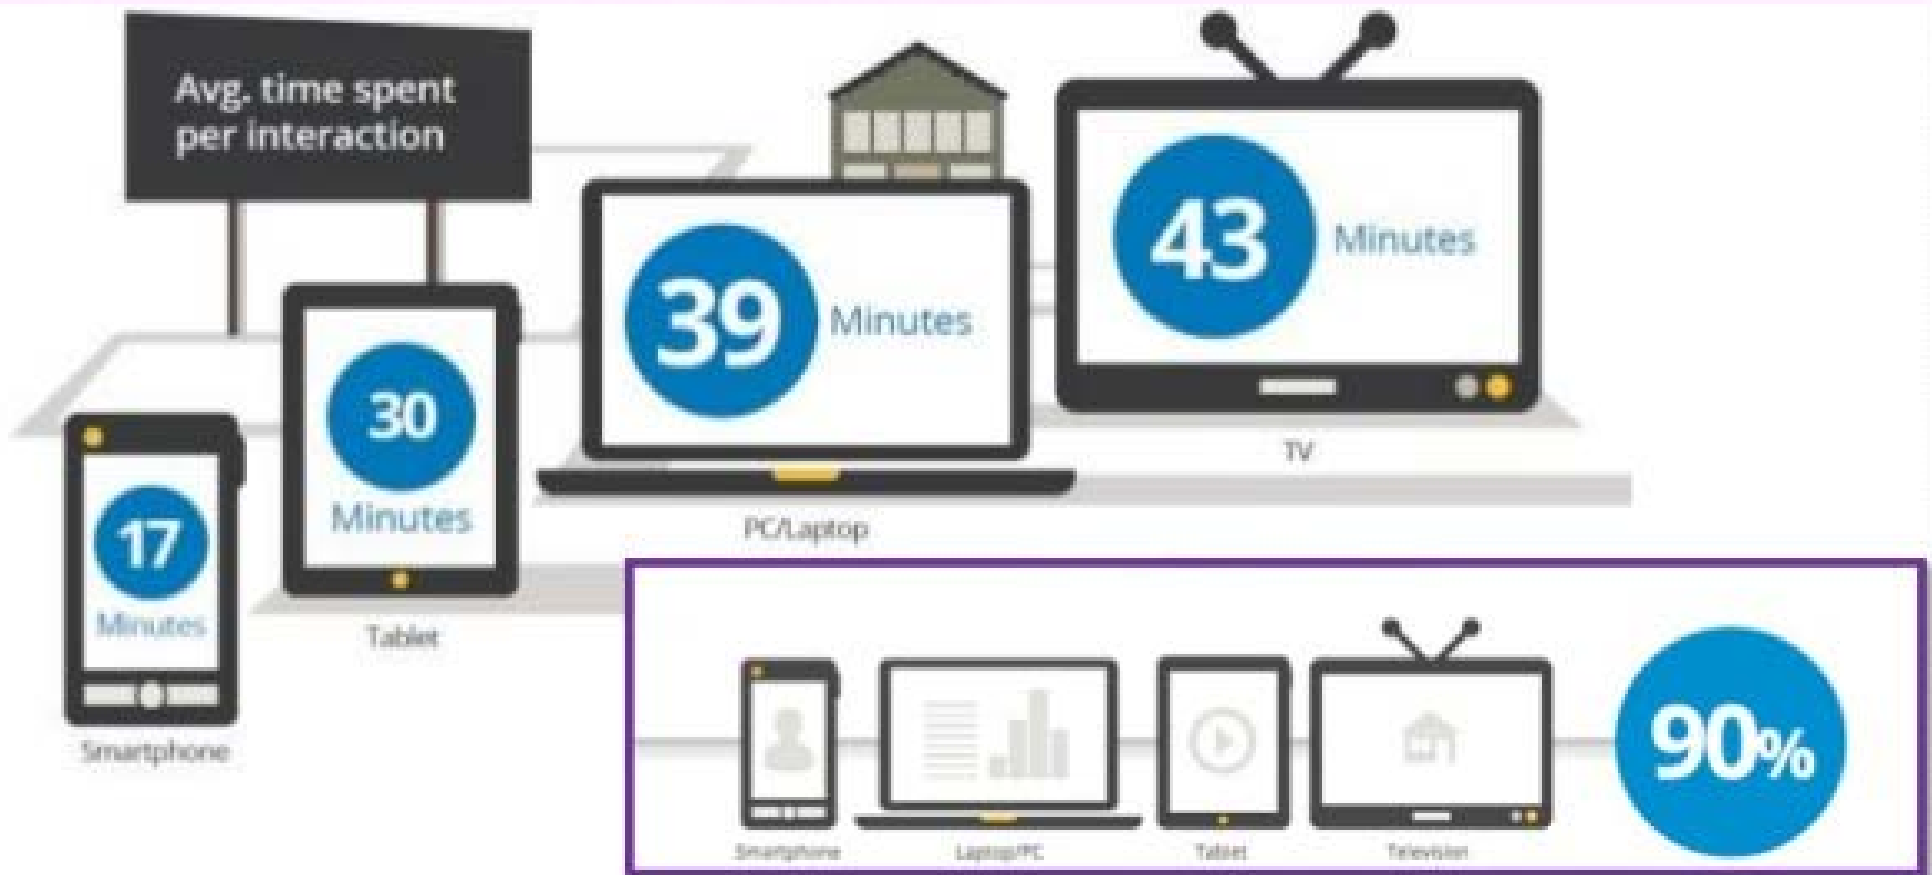 Avg. time spent
per interaction
17
Minutes
Smartphone
30
Minutes
Tablet
39
Minutes
PC/Laptop
43
Minutes
TV
Smartphone
Laptop/PC
Tablet
Television
90%